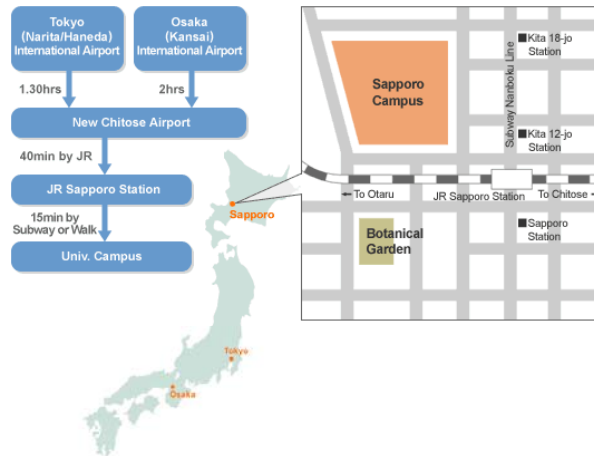 Tokyo
(Narita/Haneda)
International Airport
Osaka
(Kansai)
International Airport
1.30hrs
2hrs
New Chitose Airport
40min by JR
JR Sapporo Station
15min by
Subway or Walk
Univ. Campus
Sapporo
Tokyo
Osaka
Sapporo
Campus
Subway Nanboku Line
Kita 18-jo
Station
Kita 12-jo
Station
To Otaru
JR Sapporo Station
To Chitose
Botanical
Garden
Sapporo
Station